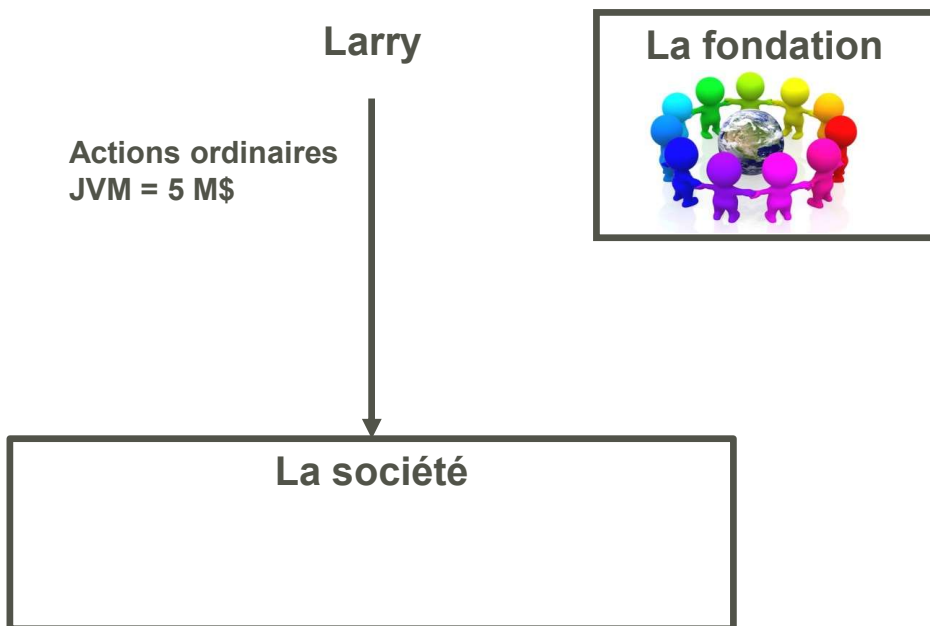 Larry
La fondation
Actions ordinaires
JVM = 5 M$
La société